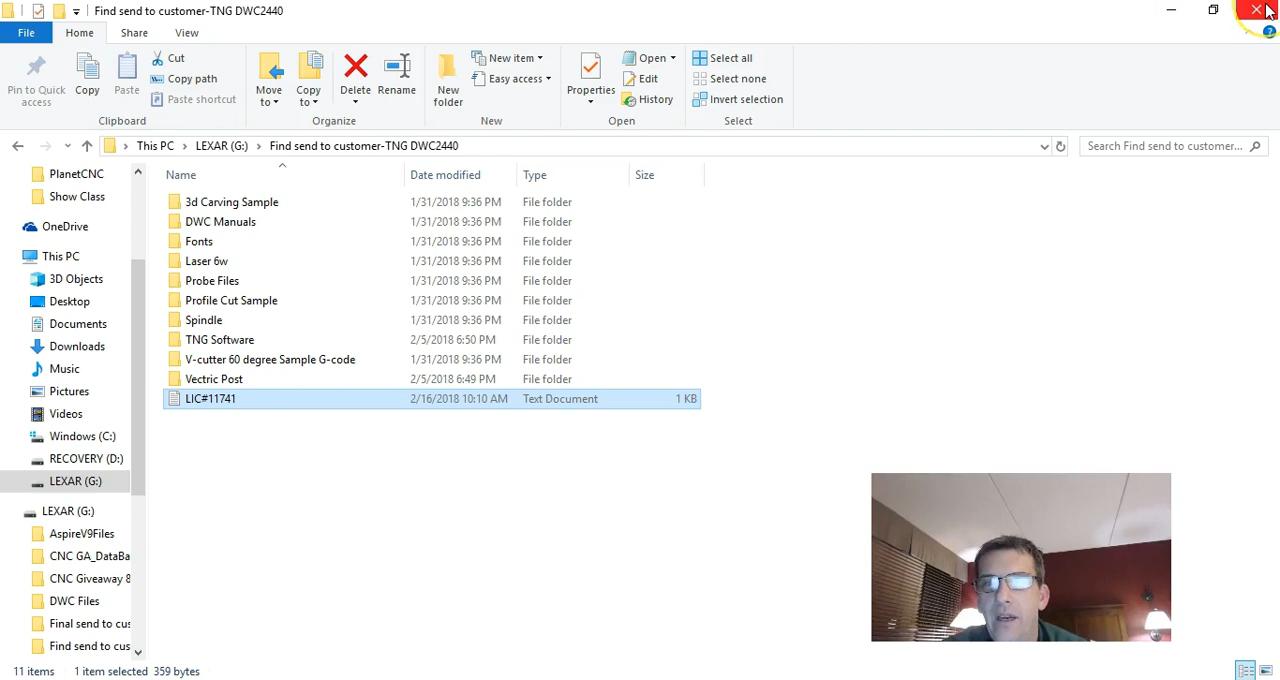 Find send to customer-TNG DWC2440
File Home Share View
Pin to Quick access
Copy
Paste
Cut
Copy path
Paste shortcut
Clipboard
Move to
Copy to
Delete
Rename
Organize
New folder
New item
Easy access
New
Properties
Open
Edit
History
Open
Select all
Select none
Invert selection
Select
This PC > LEXAR (G:) > Find send to customer-TNG DWC2440
Search Find send to customer-...
Name Date modified Type Size
3d Carving Sample 1/31/2018 9:36 PM File folder
DWC Manuals 1/31/2018 9:36 PM File folder
Fonts 1/31/2018 9:36 PM File folder
Laser 6w 1/31/2018 9:36 PM File folder
Probe Files 1/31/2018 9:36 PM File folder
Profile Cut Sample 1/31/2018 9:36 PM File folder
Spindle 1/31/2018 9:36 PM File folder
TNG Software 2/5/2018 6:50 PM File folder
V-cutter 60 degree Sample G-code 1/31/2018 9:36 PM File folder
Vectric Post 2/5/2018 6:49 PM File folder
LIC#11741 2/16/2018 10:10 AM Text Document 1 KB
PlanetCNC
Show Class
OneDrive
This PC
3D Objects
Desktop
Documents
Downloads
Music
Pictures
Videos
Windows (C:)
RECOVERY (D:)
LEXAR (G:)
LEXAR (G:)
AspireV9Files
CNC GA_DataBa
CNC Giveaway 8
DWC Files
Final send to cus
Find send to cus
11 items 1 item selected 359 bytes